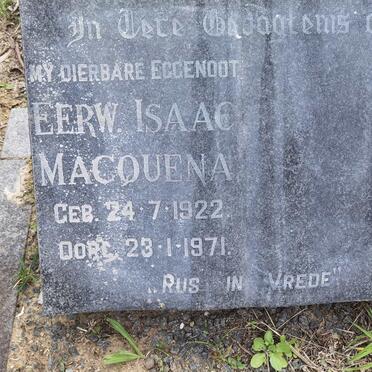 In Tere Gedagtenis
MY DIERBARE EGGENOOT
EERW. ISAAC
MACQUENA
GEB. 24-7-1922.
OORL. 23-1-1971.
"RUS IN VREDE"